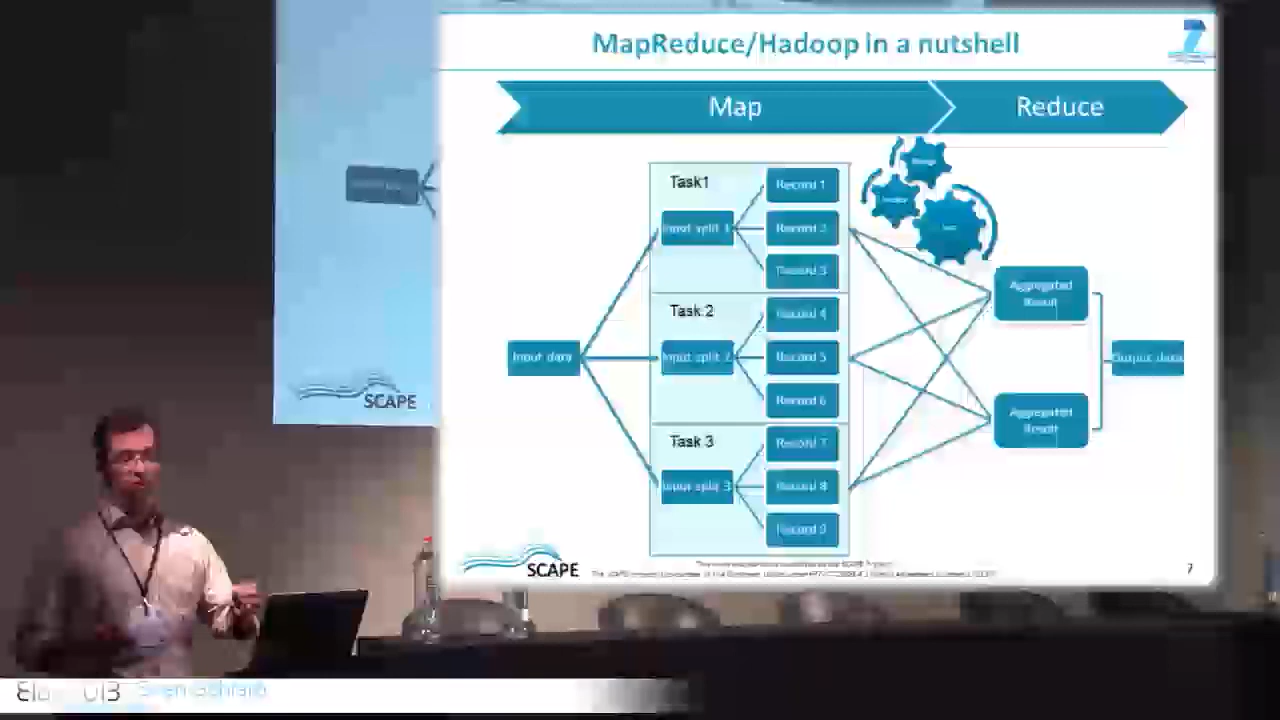 MapReduce/Hadoop in a nutshell
Map
Reduce
Task1
Input split 1
Record 1
Record 2
Record 3
Task 2
Input split 2
Record 4
Record 5
Record 6
Task 3
Input split 3
Record 7
Record 8
Record 9
Input data
Aggregated
Result
Aggregated
Result
Output data
SCAPE
7
SCAPE